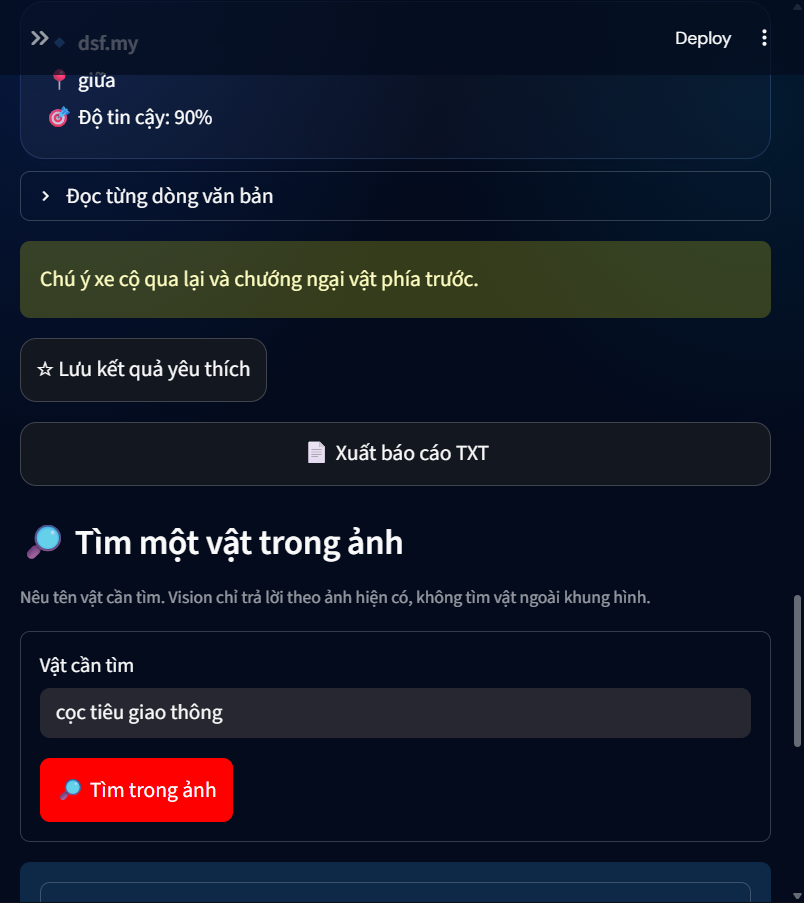 dsf.my
Deploy
giữa
Độ tin cậy: 90%
Đọc từng dòng văn bản
Chú ý xe cộ qua lại và chướng ngại vật phía trước.
☆ Lưu kết quả yêu thích
Xuất báo cáo TXT
Tìm một vật trong ảnh
Nêu tên vật cần tìm. Vision chỉ trả lời theo ảnh hiện có, không tìm vật ngoài khung hình.
Vật cần tìm
cọc tiêu giao thông
Tìm trong ảnh